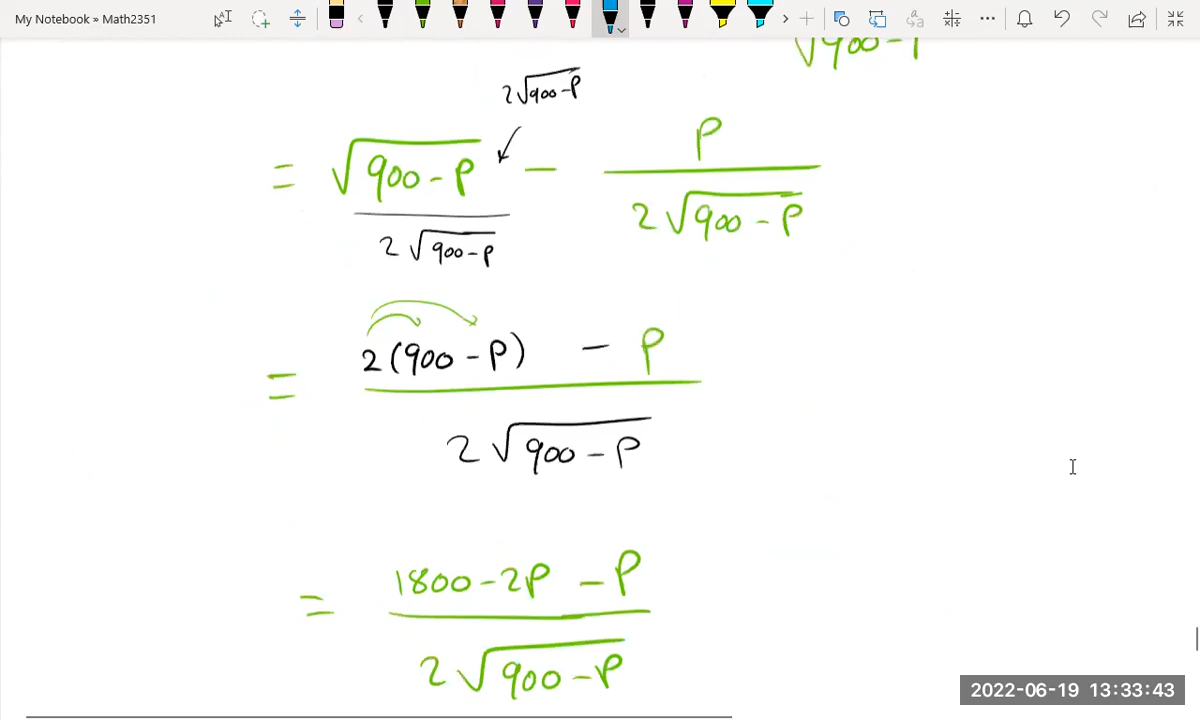 My Notebook » Math2351
√900-P
2√900-P
= √900-P - P
2√900-P 2√900-P
= 2(900-P) - P
2√900-P
= 1800-2P - P
2√900-P
2022-06-19 13:33:43